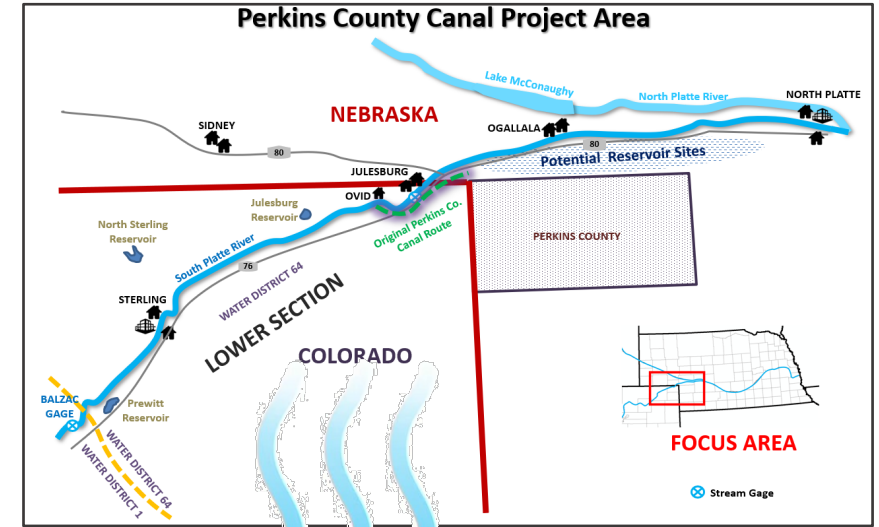 Perkins County Canal Project Area
Lake McConaughy
North Platte River
NORTH PLATTE
NEBRASKA
SIDNEY
OGALLALA
80
80
Potential Reservoir Sites
JULESBURG
OVID
Julesburg
Reservoir
Original Perkins Co.
Canal Route
PERKINS COUNTY
North Sterling
Reservoir
South Platte River
76
WATER DISTRICT 64
LOWER SECTION
STERLING
COLORADO
BALZAC
GAGE
Prewitt
Reservoir
WATER DISTRICT 64
WATER DISTRICT 1
FOCUS AREA
Stream Gage